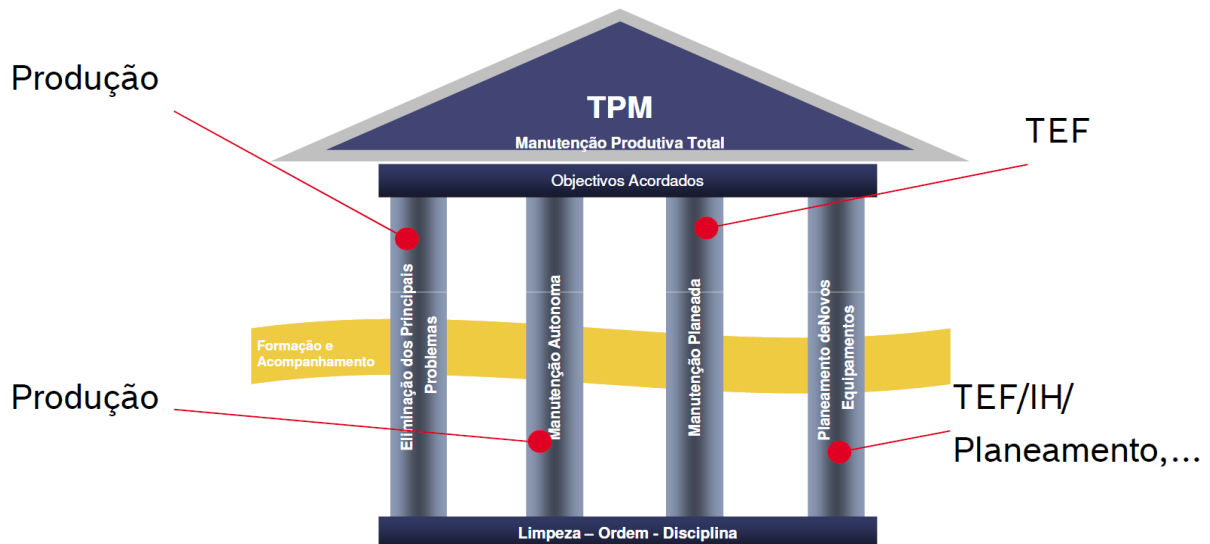 Produção
TPM
Manutenção Produtiva Total
TEF
Objectivos Acordados
Eliminação dos Principais
Problemas
Manutenção Autonoma
Manutenção Planeada
Planeamento deNovos
Equipamentos
Formação e
Acompanhamento
Produção
TEF/IH/
Planeamento,...
Limpeza – Ordem - Disciplina